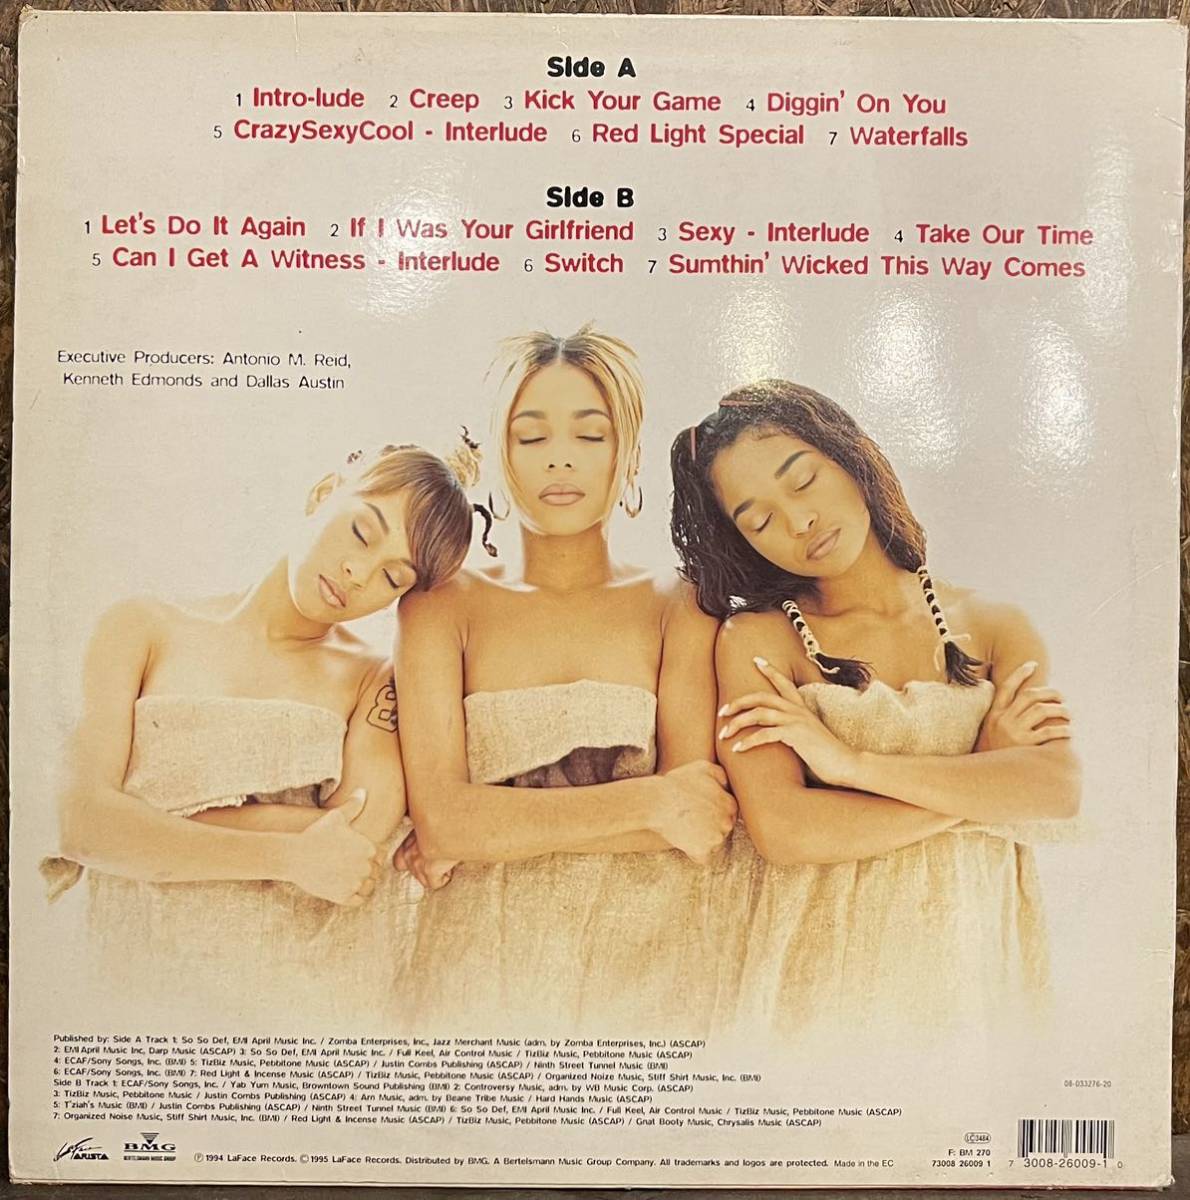 Side A
1 Intro-lude 2 Creep 3 Kick Your Game 4 Diggin' On You
5 CrazySexyCool - Interlude 6 Red Light Special 7 Waterfalls
Side B
1 Let's Do It Again 2 If I Was Your Girlfriend 3 Sexy - Interlude 4 Take Our Time
5 Can I Get A Witness - Interlude 6 Switch 7 Sumthin' Wicked This Way Comes
Executive Producers: Antonio M. Reid,
Kenneth Edmonds and Dallas Austin
8
Published by: Side A Track 1: So So Def, EMI April Music Inc. / Zomba Enterprises, Inc., Jazz Merchant Music (adm. by Zomba Enterprises, Inc.) (ASCAP)
2: EMI April Music Inc, Darp Music (ASCAP) 3: So So Def, EMI April Music Inc. / Full Keel, Air Control Music / TizBiz Music, Pebbitone Music (ASCAP)
4: ECAF/Sony Songs, Inc. (BMI) 5: TizBiz Music, Pebbitone Music (ASCAP) / Justin Combs Publishing (ASCAP) / Ninth Street Tunnel Music (BMI)
6: ECAF/Sony Songs, Inc. (BMI) 7: Red Light & Incense Music (ASCAP) / TizBiz Music, Pebbitone Music (ASCAP) / Organized Noize Music, Stiff Shirt Music, Inc. (BMI)
Side B Track 1: ECAF/Sony Songs, Inc. / Yab Yum Music, Browntown Sound Publishing (BMI) 2: Controversy Music, adm. by WB Music Corp. (ASCAP)
3: TizBiz Music, Pebbitone Music / Justin Combs Publishing (ASCAP) 4: Arn Music, adm. by Beane Tribe Music / Hard Hands Music (ASCAP)
5: T'ziah's Music (BMI) / Justin Combs Publishing (ASCAP) / Ninth Street Tunnel Music (BMI) 6: So So Def, EMI April Music Inc. / Full Keel, Air Control Music / TizBiz Music, Pebbitone Music (ASCAP)
7: Organized Noise Music, Stiff Shirt Music, Inc. (BMI) / Red Light & Incense Music (ASCAP) / TizBiz Music, Pebbitone Music (ASCAP) / Gnat Booty Music, Chrysalis Music (ASCAP)
08-033276-20
LaFace ARISTA
BMG
BERTELSMANN MUSIC GROUP
℗ 1994 LaFace Records. © 1995 LaFace Records. Distributed by BMG. A Bertelsmann Music Group Company. All trademarks and logos are protected. Made in the EC
LC 3484
F: BM 270
73008 26009 1
7 3008-26009-1 0